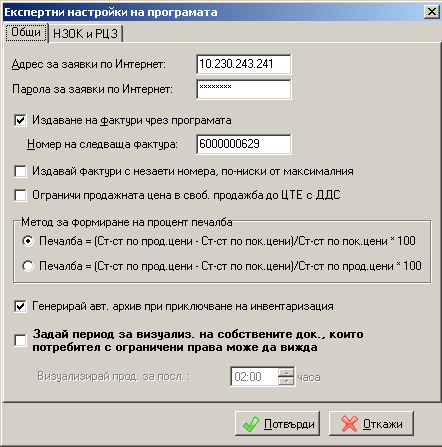 Експертни настройки на програмата
Общи
НЗОК и РЦЗ
Адрес за заявки по Интернет: 10.230.243.241
Парола за заявки по Интернет: ********
Издаване на фактури чрез програмата
Номер на следваща фактура: 6000000629
Издавай фактури с незаети номера, по-ниски от максималния
Ограничи продажната цена в своб. продажба до ЦТЕ с ДДС
Метод за формиране на процент печалба
Печалба = (Ст-ст по прод.цени - Ст-ст по пок.цени)/Ст-ст по пок.цени * 100
Печалба = (Ст-ст по прод.цени - Ст-ст по пок.цени)/Ст-ст по прод.цени * 100
Генерирай авт. архив при приключване на инвентаризация
Задай период за визуализ. на собствените док., които
потребител с ограничени права може да вижда
Визуализирай прод. за посл. : 02:00 часа
Потвърди
Откажи